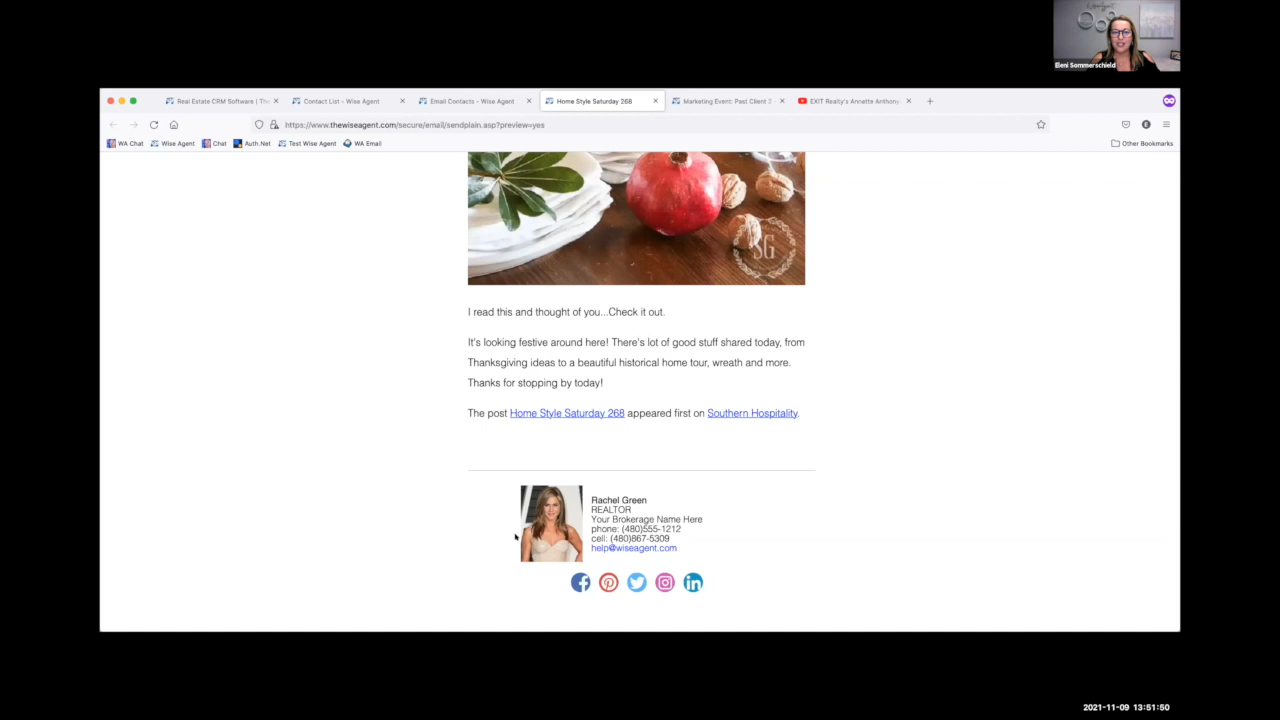 Eleni Sommerschield
Real Estate CRM Software | Th
Contact List - Wise Agent
Email Contacts - Wise Agent
Home Style Saturday 268
Marketing Event: Past Client 2
EXIT Realty's Annette Anthony
https://www.thewiseagent.com/secure/email/sendplain.asp?preview=yes
WA Chat
Wise Agent
Chat
Auth.Net
Test Wise Agent
WA Email
Other Bookmarks
SG
I read this and thought of you...Check it out.
It's looking festive around here! There's lot of good stuff shared today, from
Thanksgiving ideas to a beautiful historical home tour, wreath and more.
Thanks for stopping by today!
The post Home Style Saturday 268 appeared first on Southern Hospitality.
Rachel Green
REALTOR
Your Brokerage Name Here
phone: (480)555-1212
cell: (480)867-5309
help@wiseagent.com
2021-11-09 13:51:50